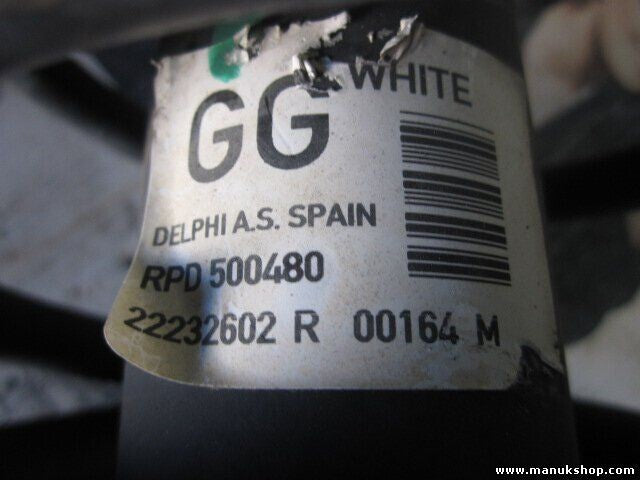 WHITE
GG
DELPHI A.S. SPAIN
RPD 500480
22232602 R 00164 M
www.manukshop.com